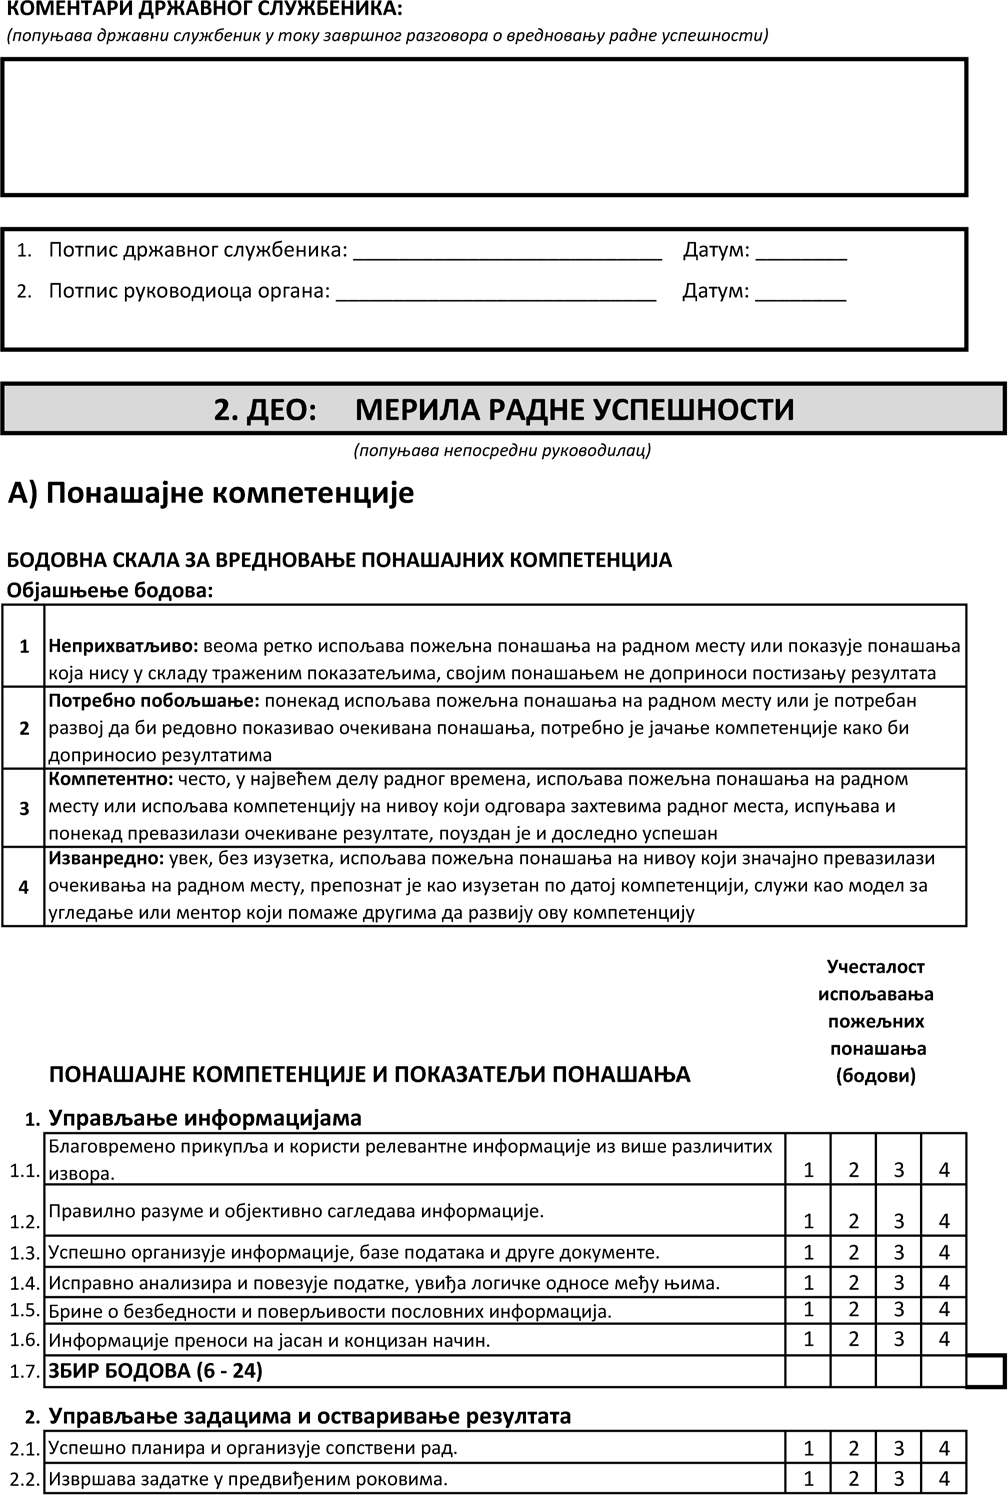 КОМЕНТАРИ ДРЖАВНОГ СЛУЖБЕНИКА:
(попуњава државни службеник у току завршног разговора о вредновању радне успешности)
1. Потпис државног службеника: ____________________________ Датум: ________
2. Потпис руководиоца органа: _____________________________ Датум: ________
2. ДЕО: МЕРИЛА РАДНЕ УСПЕШНОСТИ
(попуњава непосредни руководилац)
А) Понашајне компетенције
БОДОВНА СКАЛА ЗА ВРЕДНОВАЊЕ ПОНАШАЈНИХ КОМПЕТЕНЦИЈА
Објашњење бодова:
1 Неприхватљиво: веома ретко испољава пожељна понашања на радном месту или показује понашања
која нису у складу траженим показатељима, својим понашањем не доприноси постизању резултата
Потребно побољшање: понекад испољава пожељна понашања на радном месту или је потребан
2 развој да би редовно показивао очекивана понашања, потребно је јачање компетенције како би
доприносио резултатима
Компетентно: често, у највећем делу радног времена, испољава пожељна понашања на радном
3 месту или испољава компетенцију на нивоу који одговара захтевима радног места, испуњава и
понекад превазилази очекиване резултате, поуздан је и доследно успешан
Изванредно: увек, без изузетка, испољава пожељна понашања на нивоу који значајно превазилази
4 очекивања на радном месту, препознат је као изузетан по датој компетенцији, служи као модел за
угледање или ментор који помаже другима да развију ову компетенцију
Учесталост
испољавања
пожељних
понашања
ПОНАШАЈНЕ КОМПЕТЕНЦИЈЕ И ПОКАЗАТЕЉИ ПОНАШАЊА (бодови)
1. Управљање информацијама
Благовремено прикупља и користи релевантне информације из више различитих
1.1. извора. 1 2 3 4
1.2. Правилно разуме и објективно сагледава информације. 1 2 3 4
1.3. Успешно организује информације, базе података и друге документе. 1 2 3 4
1.4. Исправно анализира и повезује податке, увиђа логичке односе међу њима. 1 2 3 4
1.5. Брине о безбедности и поверљивости пословних информација. 1 2 3 4
1.6. Информације преноси на јасан и концизан начин. 1 2 3 4
1.7. ЗБИР БОДОВА (6 - 24)
2. Управљање задацима и остваривање резултата
2.1. Успешно планира и организује сопствени рад. 1 2 3 4
2.2. Извршава задатке у предвиђеним роковима. 1 2 3 4